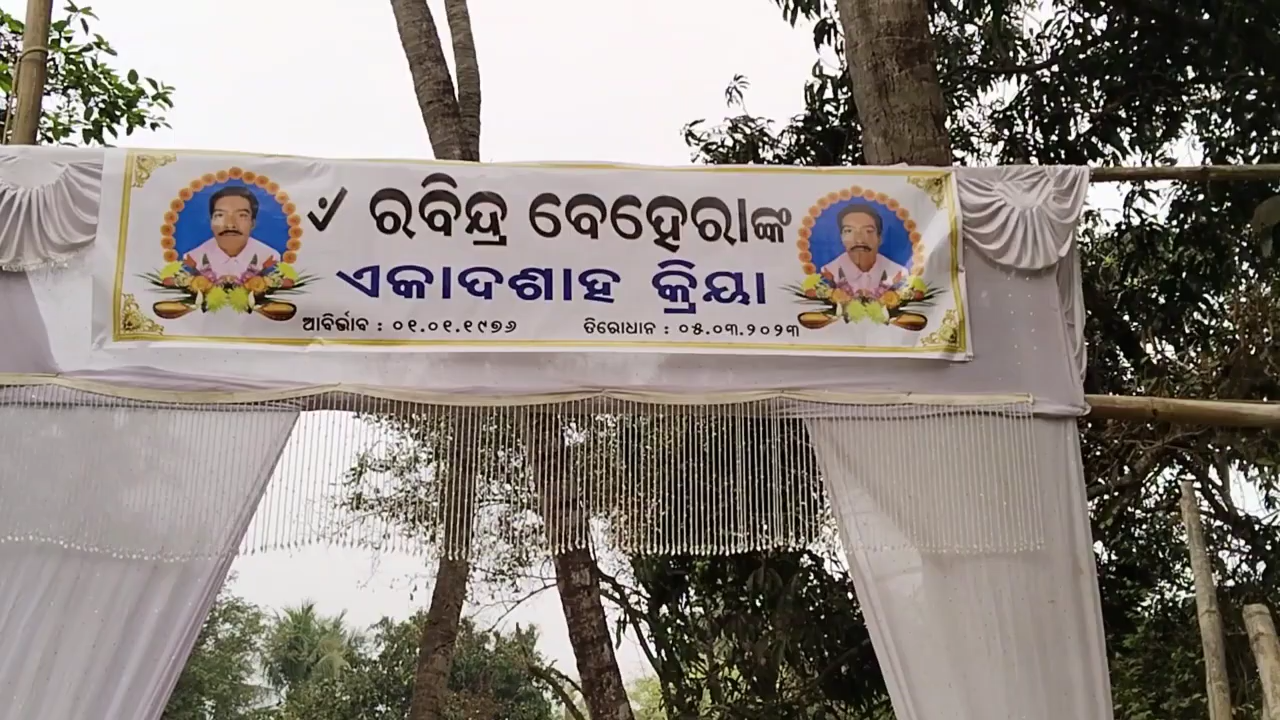 ଁ ରବିନ୍ଦ୍ର ବେହେରାଙ୍କ
ଏକାଦଶାହ କ୍ରିୟା
ଆବିର୍ଭାବ : ୦୧.୦୧.୧୯୭୬ ତିରୋଧାନ : ୦୫.୦୩.୨୦୨୩